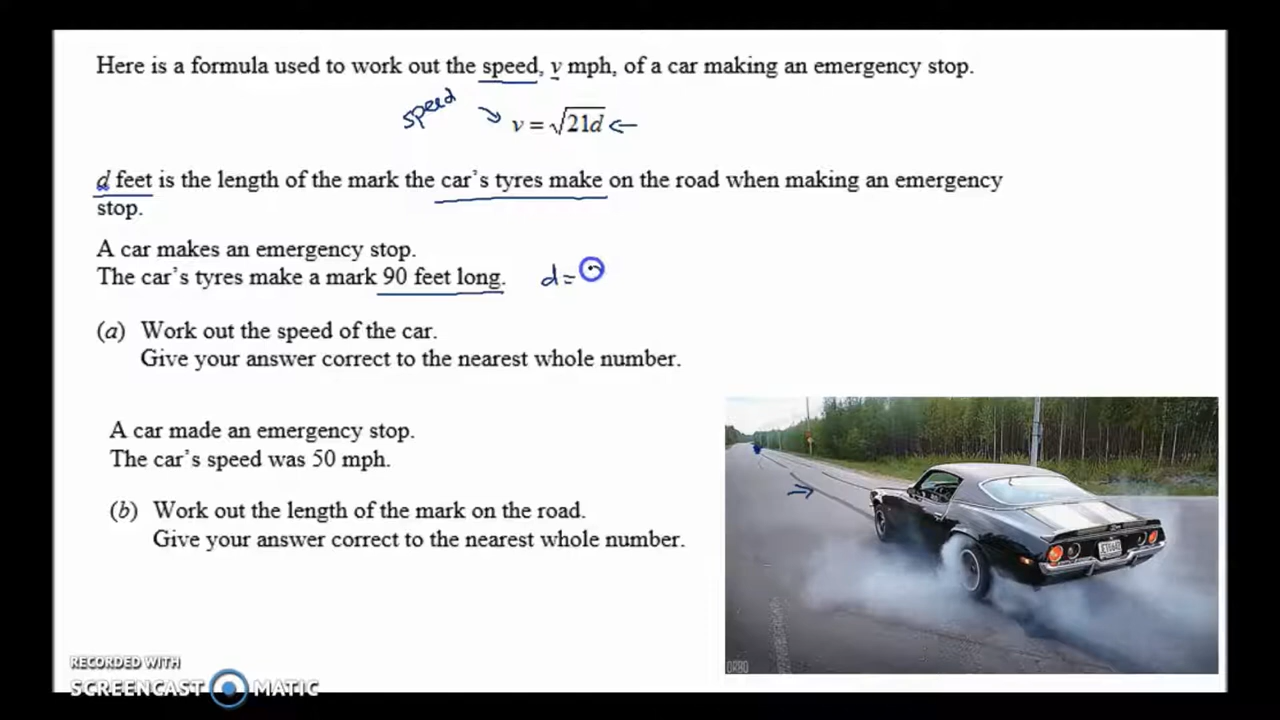 Here is a formula used to work out the speed, v mph, of a car making an emergency stop.
speed
v = √21d
d feet is the length of the mark the car's tyres make on the road when making an emergency
stop.
A car makes an emergency stop.
The car's tyres make a mark 90 feet long. d=
(a) Work out the speed of the car.
Give your answer correct to the nearest whole number.
A car made an emergency stop.
The car's speed was 50 mph.
(b) Work out the length of the mark on the road.
Give your answer correct to the nearest whole number.
RECORDED WITH
SCREENCAST MATIC